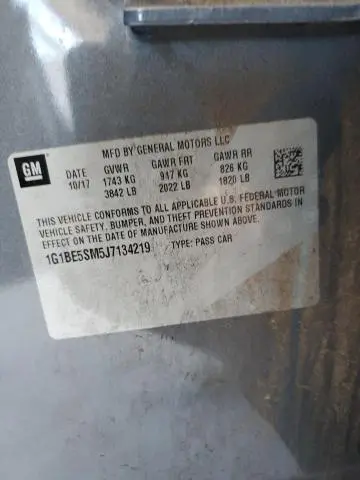 MFD BY GENERAL MOTORS LLC
GM
DATE GVWR GAWR FRT GAWR RR
10/17 1743 KG 917 KG 826 KG
3842 LB 2022 LB 1820 LB
THIS VEHICLE CONFORMS TO ALL APPLICABLE U.S. FEDERAL MOTOR
VEHICLE SAFETY, BUMPER, AND THEFT PREVENTION STANDARDS IN
EFFECT ON THE DATE OF MANUFACTURE SHOWN ABOVE.
1G1BE5SM5J7134219 TYPE: PASS CAR